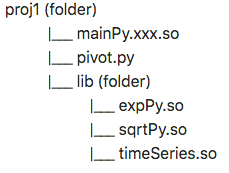 proj1 (folder)
|___ mainPy.xxx.so
|___ pivot.py
|___ lib (folder)
|___ expPy.so
|___ sqrtPy.so
|___ timeSeries.so